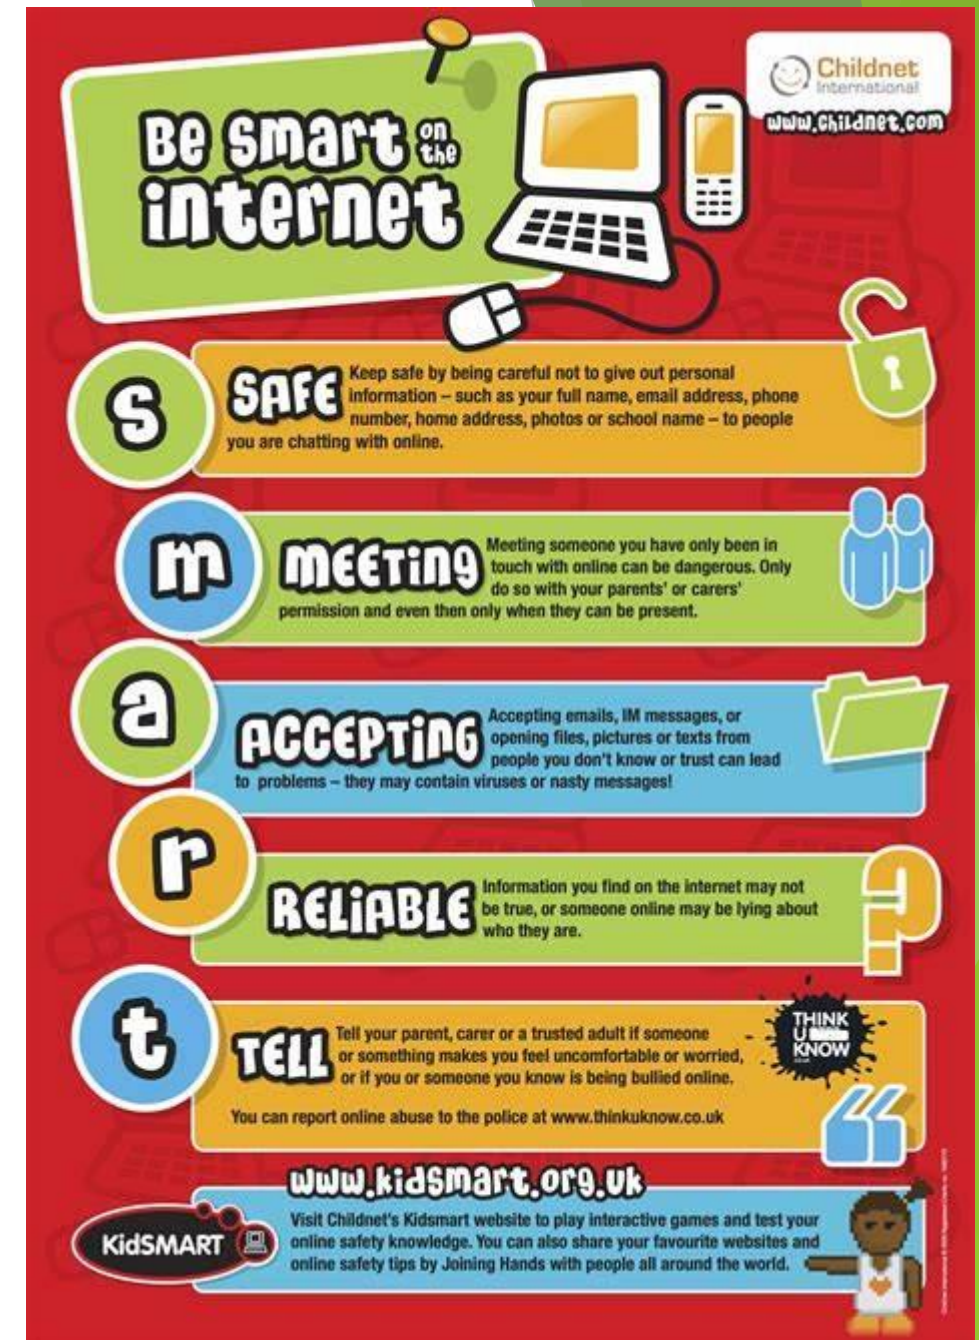 Childnet
International
www.childnet.com
Be smart on the
internet
s
SAFE Keep safe by being careful not to give out personal
information – such as your full name, email address, phone
number, home address, photos or school name – to people
you are chatting with online.
m
MEETING Meeting someone you have only been in
touch with online can be dangerous. Only
do so with your parents' or carers'
permission and even then only when they can be present.
a
ACCEPTING Accepting emails, IM messages, or
opening files, pictures or texts from
people you don't know or trust can lead
to problems – they may contain viruses or nasty messages!
r
RELIABLE Information you find on the internet may not
be true, or someone online may be lying about
who they are.
t
TELL Tell your parent, carer or a trusted adult if someone
or something makes you feel uncomfortable or worried,
or if you or someone you know is being bullied online.
You can report online abuse to the police at www.thinkuknow.co.uk
THINK
U
KNOW
www.kidsmart.org.uk
KidSMART
Visit Childnet's Kidsmart website to play interactive games and test your
online safety knowledge. You can also share your favourite websites and
online safety tips by Joining Hands with people all around the world.